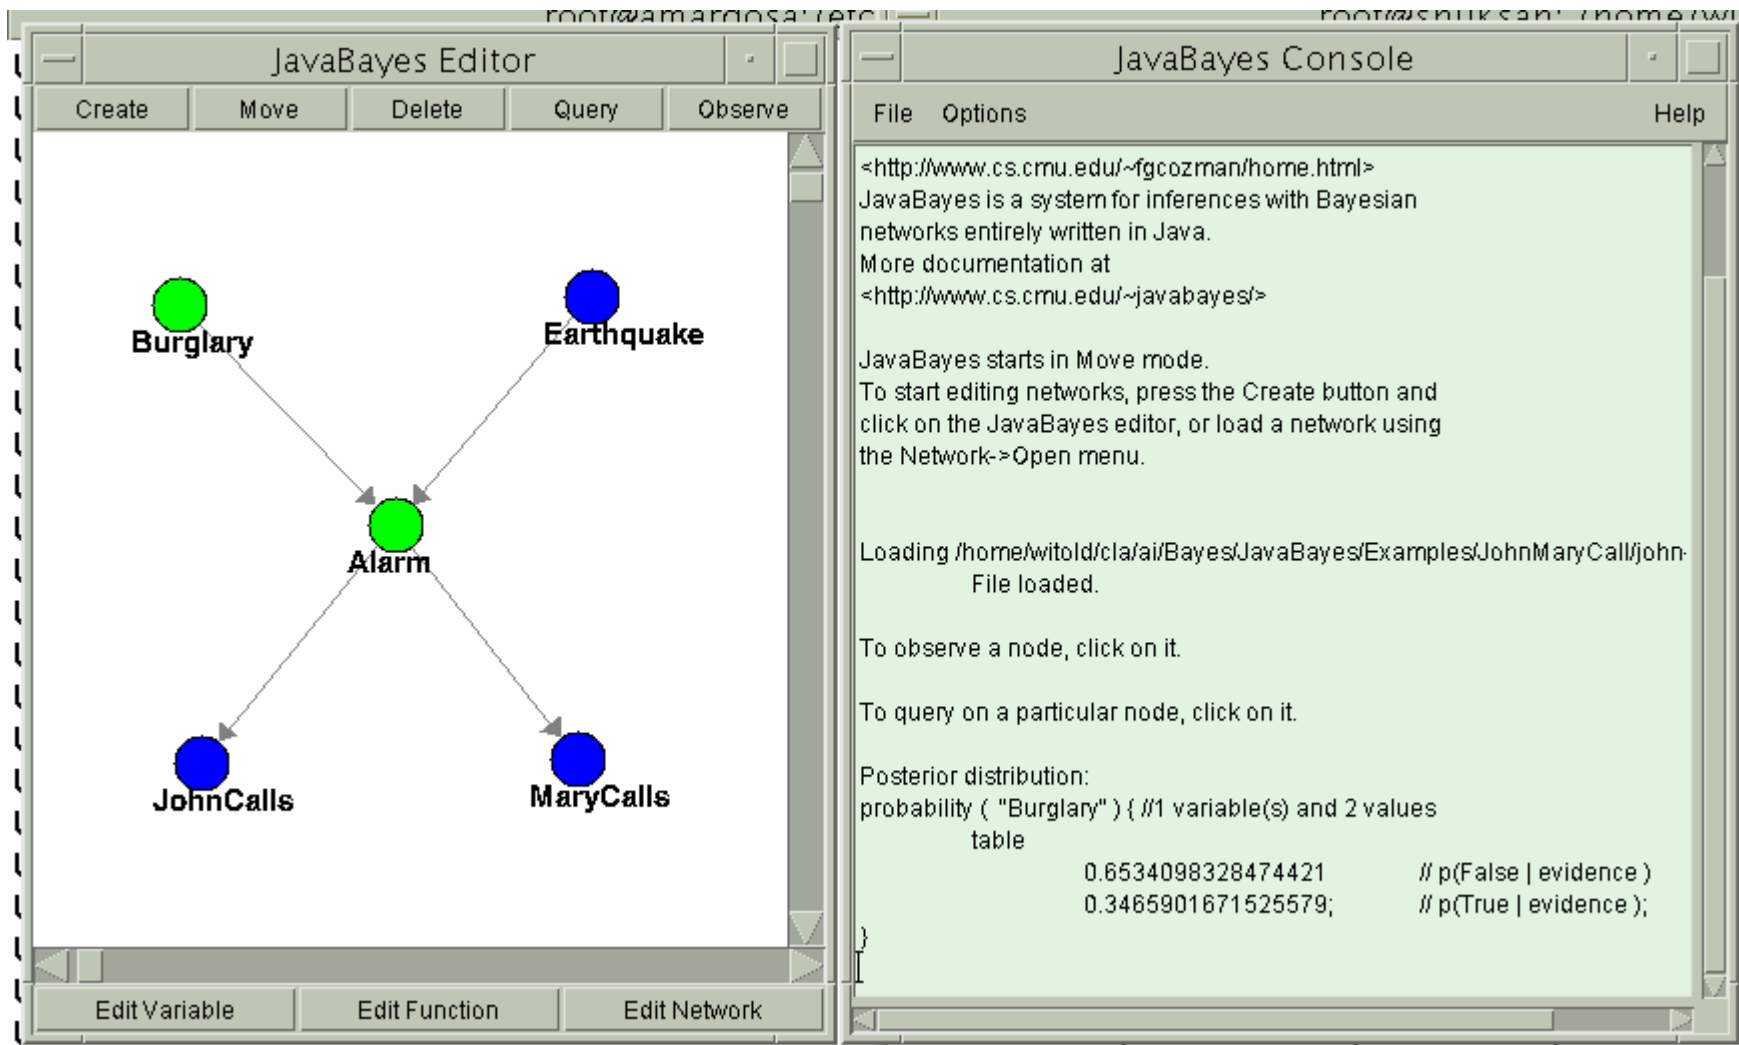 root@amargosa: /etc
JavaBayes Editor
Create Move Delete Query Observe
Burglary
Earthquake
Alarm
JohnCalls
MaryCalls
Edit Variable Edit Function Edit Network
JavaBayes Console
File Options Help
<http://www.cs.cmu.edu/~fgcozman/home.html>
JavaBayes is a system for inferences with Bayesian
networks entirely written in Java.
More documentation at
<http://www.cs.cmu.edu/~javabayes/>
JavaBayes starts in Move mode.
To start editing networks, press the Create button and
click on the JavaBayes editor, or load a network using
the Network->Open menu.
Loading /home/witold/cla/ai/Bayes/JavaBayes/Examples/JohnMaryCall/john-
File loaded.
To observe a node, click on it.
To query on a particular node, click on it.
Posterior distribution:
probability ( "Burglary" ) { //1 variable(s) and 2 values
table
0.6534098328474421 // p(False | evidence )
0.3465901671525579; // p(True | evidence );
}